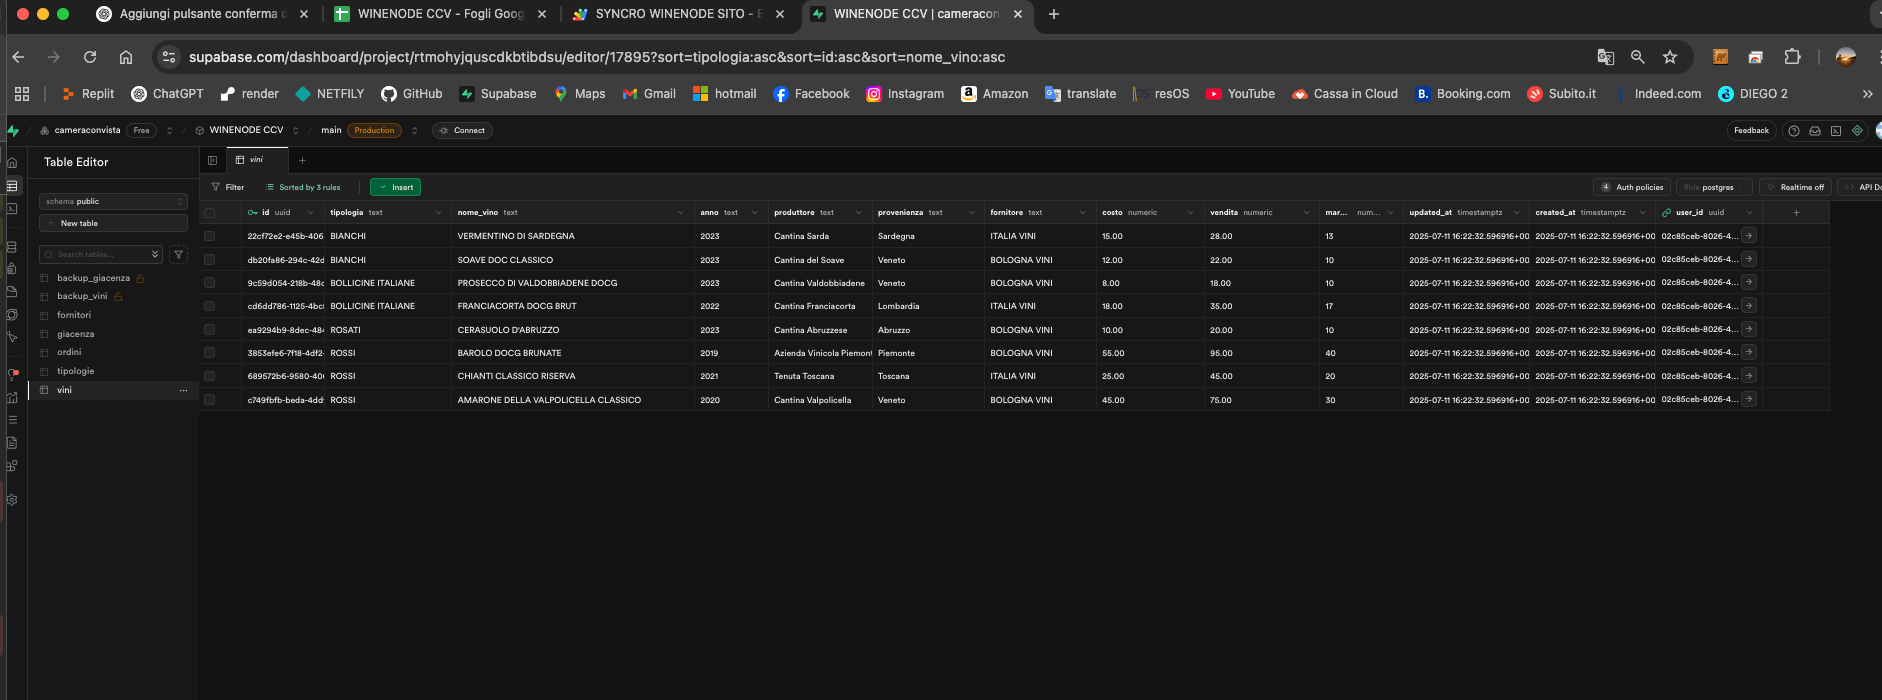 Aggiungi pulsante conferma
WINENODE CCV - Fogli Goog
SYNCRO WINENODE SITO - E
WINENODE CCV | cameracon
supabase.com/dashboard/project/rtmohyjquscdkbtibdsu/editor/17895?sort=tipologia:asc&sort=id:asc&sort=nome_vino:asc
Replit ChatGPT render NETFILY GitHub Supabase Maps Gmail hotmail Facebook Instagram Amazon translate resOS YouTube Cassa in Cloud Booking.com Subito.it Indeed.com DIEGO 2
cameraconvista Free / WINENODE CCV / main Production Connect Feedback
Table Editor vini
Filter Sorted by 3 rules Insert 4 Auth policies Role postgres Realtime off API Do
schema public
New table
Search tables...
backup_giacenza
backup_vini
fornitori
giacenza
ordini
tipologie
vini
id uuid tipologia text nome_vino text anno text produttore text provenienza text fornitore text costo numeric vendita numeric mar... num... updated_at timestamptz created_at timestamptz user_id uuid
22cf72e2-e45b-406 BIANCHI VERMENTINO DI SARDEGNA 2023 Cantina Sarda Sardegna ITALIA VINI 15.00 28.00 13 2025-07-11 16:22:32.596916+00 2025-07-11 16:22:32.596916+00 02c85ceb-8026-4...
db20fa86-294c-42d BIANCHI SOAVE DOC CLASSICO 2023 Cantina del Soave Veneto BOLOGNA VINI 12.00 22.00 10 2025-07-11 16:22:32.596916+00 2025-07-11 16:22:32.596916+00 02c85ceb-8026-4...
9c59d054-218b-48c BOLLICINE ITALIANE PROSECCO DI VALDOBBIADENE DOCG 2023 Cantina Valdobbiadene Veneto BOLOGNA VINI 8.00 18.00 10 2025-07-11 16:22:32.596916+00 2025-07-11 16:22:32.596916+00 02c85ceb-8026-4...
cd6dd786-1125-4bc BOLLICINE ITALIANE FRANCIACORTA DOCG BRUT 2022 Cantina Franciacorta Lombardia ITALIA VINI 18.00 35.00 17 2025-07-11 16:22:32.596916+00 2025-07-11 16:22:32.596916+00 02c85ceb-8026-4...
ea9294b9-8dec-484 ROSATI CERASUOLO D'ABRUZZO 2023 Cantina Abruzzese Abruzzo BOLOGNA VINI 10.00 20.00 10 2025-07-11 16:22:32.596916+00 2025-07-11 16:22:32.596916+00 02c85ceb-8026-4...
3853efe6-7f18-4df2- ROSSI BAROLO DOCG BRUNATE 2019 Azienda Vinicola Piemont Piemonte BOLOGNA VINI 55.00 95.00 40 2025-07-11 16:22:32.596916+00 2025-07-11 16:22:32.596916+00 02c85ceb-8026-4...
689572b6-9580-40 ROSSI CHIANTI CLASSICO RISERVA 2021 Tenuta Toscana Toscana ITALIA VINI 25.00 45.00 20 2025-07-11 16:22:32.596916+00 2025-07-11 16:22:32.596916+00 02c85ceb-8026-4...
c749fbfb-beda-4dd ROSSI AMARONE DELLA VALPOLICELLA CLASSICO 2020 Cantina Valpolicella Veneto BOLOGNA VINI 45.00 75.00 30 2025-07-11 16:22:32.596916+00 2025-07-11 16:22:32.596916+00 02c85ceb-8026-4...